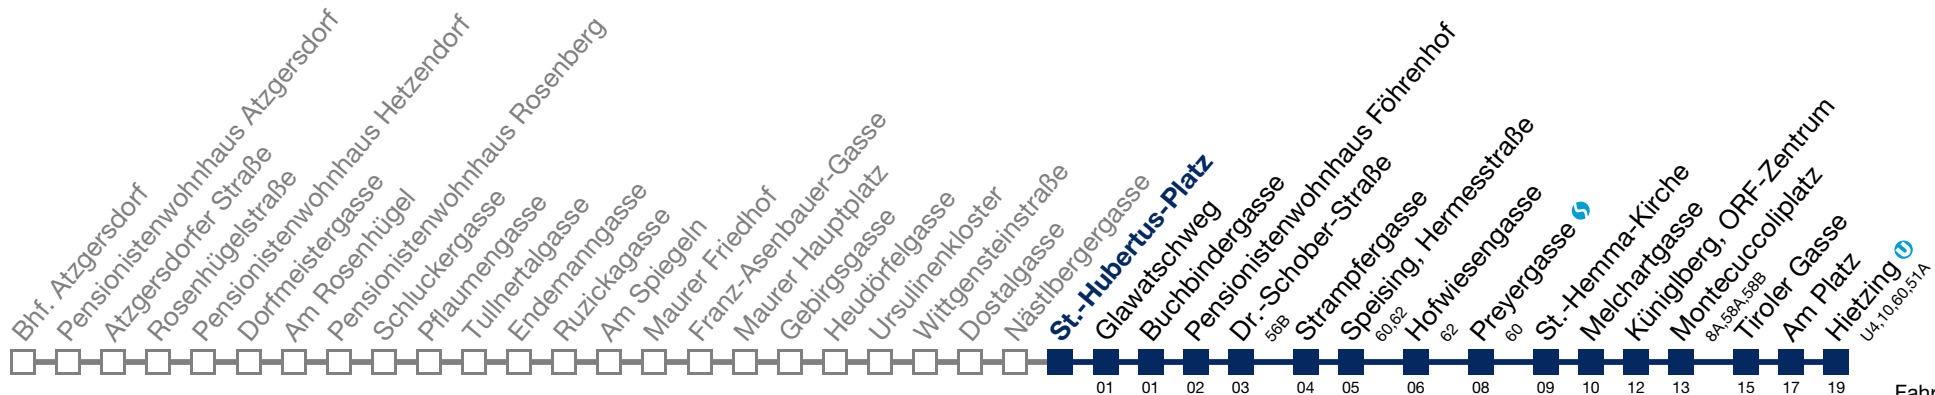 Bhf. Atzgersdorf
Pensionistenwohnhaus Atzgersdorf
Atzgersdorfer Straße
Rosenhügelstraße
Pensionistenwohnhaus Hetzendorf
Dorfmeistergasse
Am Rosenhügel
Pensionistenwohnhaus Rosenberg
Schluckergasse
Pflaumengasse
Tullnertalgasse
Endemanngasse
Ruzickagasse
Am Spiegeln
Maurer Friedhof
Franz-Asenbauer-Gasse
Maurer Hauptplatz
Gebirgsgasse
Heudörfelgasse
Ursulinenkloster
Wittgensteinstraße
Dostalgasse
Nästlbergergasse
St.-Hubertus-Platz
Glawatschweg
Buchbindergasse
Pensionistenwohnhaus Föhrenhof
Dr.-Schober-Straße
56B
Strampfergasse
Speising, Hermesstraße
60,62
Hofwiesengasse
62
Preyergasse S
60
St.-Hemma-Kirche
Melchartgasse
Küniglberg, ORF-Zentrum
Montecuccoliplatz
8A,58A,58B
Tiroler Gasse
Am Platz
Hietzing U
U4,10,60,51A
01 01 02 03 04 05 06 08 09 10 12 13 15 17 19
Fahr